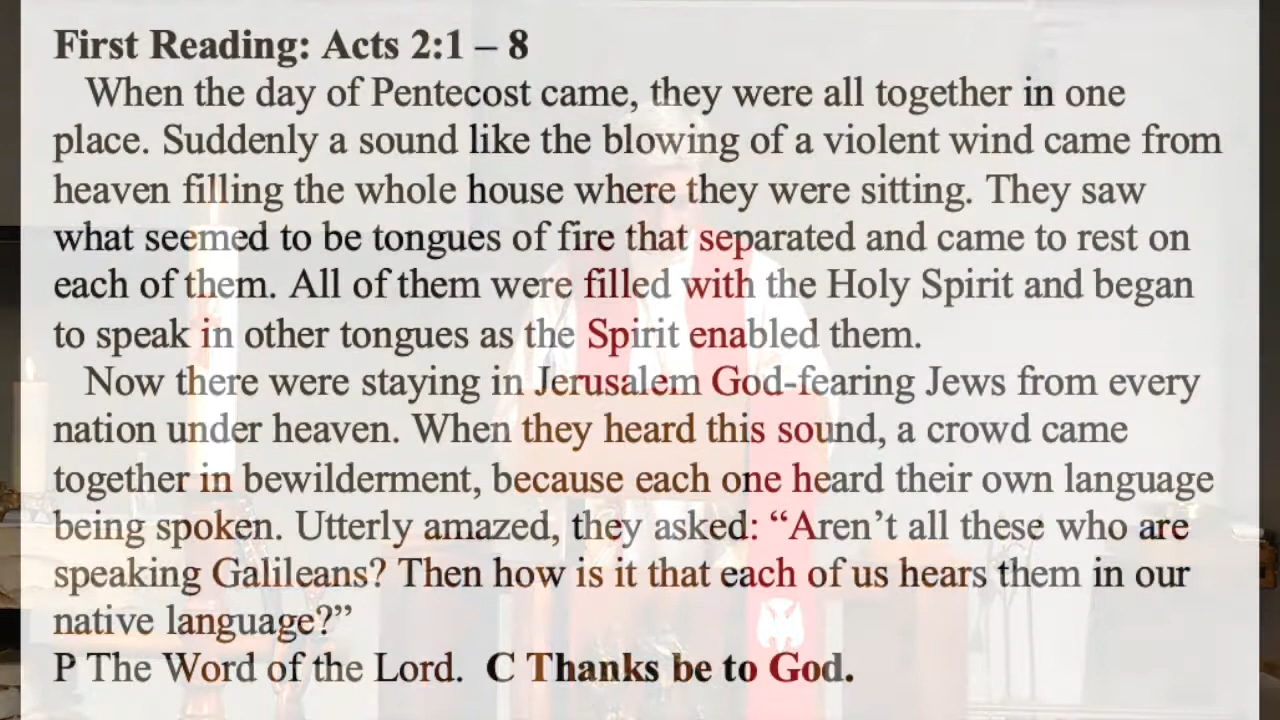 First Reading: Acts 2:1 – 8
When the day of Pentecost came, they were all together in one
place. Suddenly a sound like the blowing of a violent wind came from
heaven filling the whole house where they were sitting. They saw
what seemed to be tongues of fire that separated and came to rest on
each of them. All of them were filled with the Holy Spirit and began
to speak in other tongues as the Spirit enabled them.
Now there were staying in Jerusalem God-fearing Jews from every
nation under heaven. When they heard this sound, a crowd came
together in bewilderment, because each one heard their own language
being spoken. Utterly amazed, they asked: “Aren’t all these who are
speaking Galileans? Then how is it that each of us hears them in our
native language?”
P The Word of the Lord. C Thanks be to God.